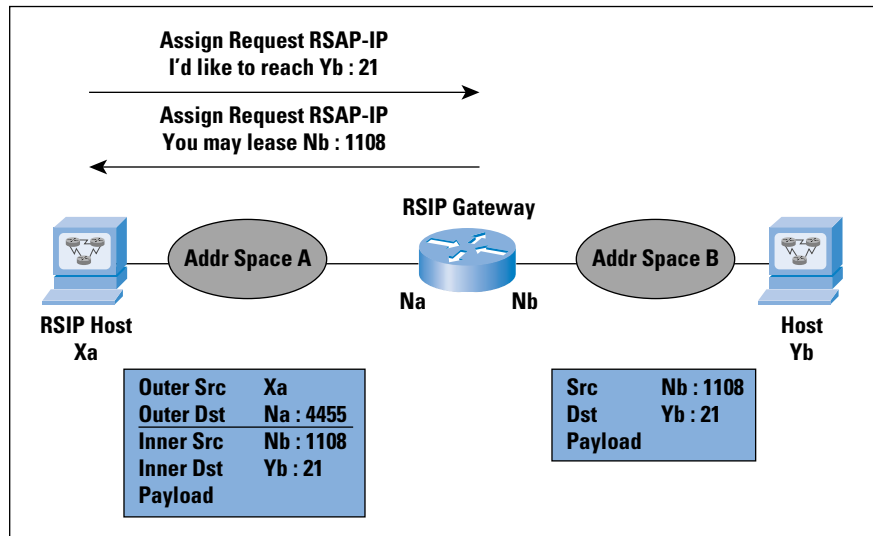 Assign Request RSAP-IP
I'd like to reach Yb : 21
Assign Request RSAP-IP
You may lease Nb : 1108
RSIP Gateway
Addr Space A
Addr Space B
Na
Nb
RSIP Host
Xa
Host
Yb
Outer Src Xa
Outer Dst Na : 4455
Inner Src Nb : 1108
Inner Dst Yb : 21
Payload
Src Nb : 1108
Dst Yb : 21
Payload